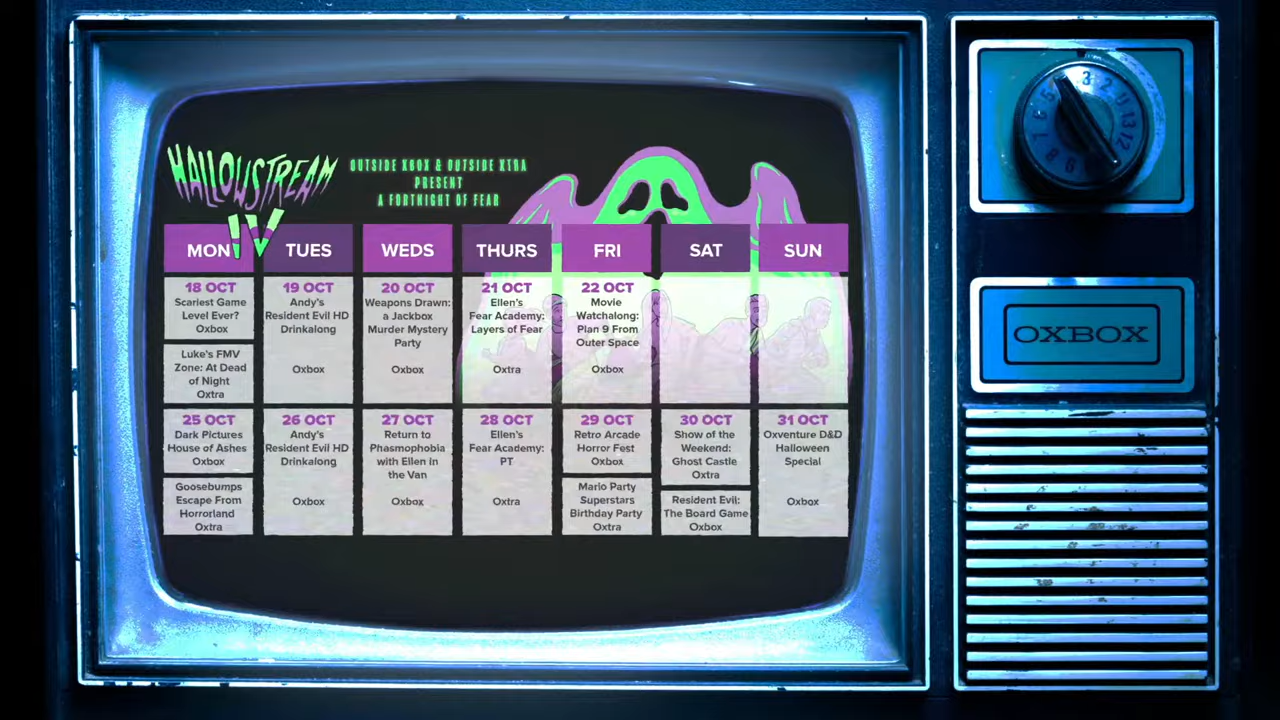 HALLOWSTREAM
IV
OUTSIDE XBOX & OUTSIDE XTRA
PRESENT
A FORTNIGHT OF FEAR
MON
TUES
WEDS
THURS
FRI
SAT
SUN
18 OCT
Scariest Game
Level Ever?
Oxbox
Luke's FMV
Zone: At Dead
of Night
Oxtra
19 OCT
Andy's
Resident Evil HD
Drinkalong
Oxbox
20 OCT
Weapons Drawn:
a Jackbox
Murder Mystery
Party
Oxbox
21 OCT
Ellen's
Fear Academy:
Layers of Fear
Oxtra
22 OCT
Movie
Watchalong:
Plan 9 From
Outer Space
Oxbox
25 OCT
Dark Pictures
House of Ashes
Oxbox
Goosebumps
Escape From
Horrorland
Oxtra
26 OCT
Andy's
Resident Evil HD
Drinkalong
Oxbox
27 OCT
Return to
Phasmophobia
with Ellen in
the Van
Oxbox
28 OCT
Ellen's
Fear Academy:
PT
Oxtra
29 OCT
Retro Arcade
Horror Fest
Oxbox
Mario Party
Superstars
Birthday Party
Oxtra
30 OCT
Show of the
Weekend:
Ghost Castle
Oxtra
Resident Evil:
The Board Game
Oxbox
31 OCT
Oxventure D&D
Halloween
Special
Oxbox
OXBOX